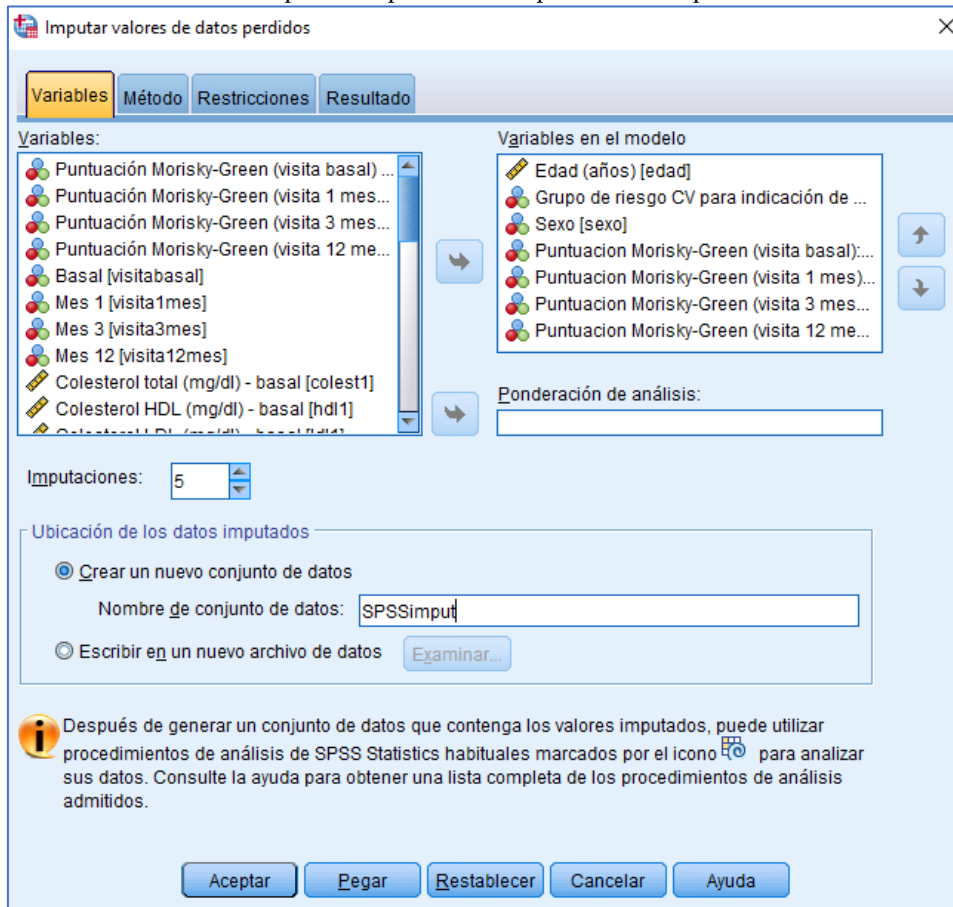 Imputar valores de datos perdidos
Variables Método Restricciones Resultado
Variables:
Puntuación Morisky-Green (visita basal) ...
Puntuación Morisky-Green (visita 1 mes...
Puntuación Morisky-Green (visita 3 mes...
Puntuación Morisky-Green (visita 12 me...
Basal [visitabasal]
Mes 1 [visita1mes]
Mes 3 [visita3mes]
Mes 12 [visita12mes]
Colesterol total (mg/dl) - basal [colest1]
Colesterol HDL (mg/dl) - basal [hdl1]
Variables en el modelo
Edad (años) [edad]
Grupo de riesgo CV para indicación de ...
Sexo [sexo]
Puntuacion Morisky-Green (visita basal):...
Puntuacion Morisky-Green (visita 1 mes)...
Puntuacion Morisky-Green (visita 3 mes...
Puntuacion Morisky-Green (visita 12 me...
Ponderación de análisis:
Imputaciones: 5
Ubicación de los datos imputados
Crear un nuevo conjunto de datos
Nombre de conjunto de datos: SPSSimput
Escribir en un nuevo archivo de datos Examinar...
Después de generar un conjunto de datos que contenga los valores imputados, puede utilizar
procedimientos de análisis de SPSS Statistics habituales marcados por el icono para analizar
sus datos. Consulte la ayuda para obtener una lista completa de los procedimientos de análisis
admitidos.
Aceptar Pegar Restablecer Cancelar Ayuda